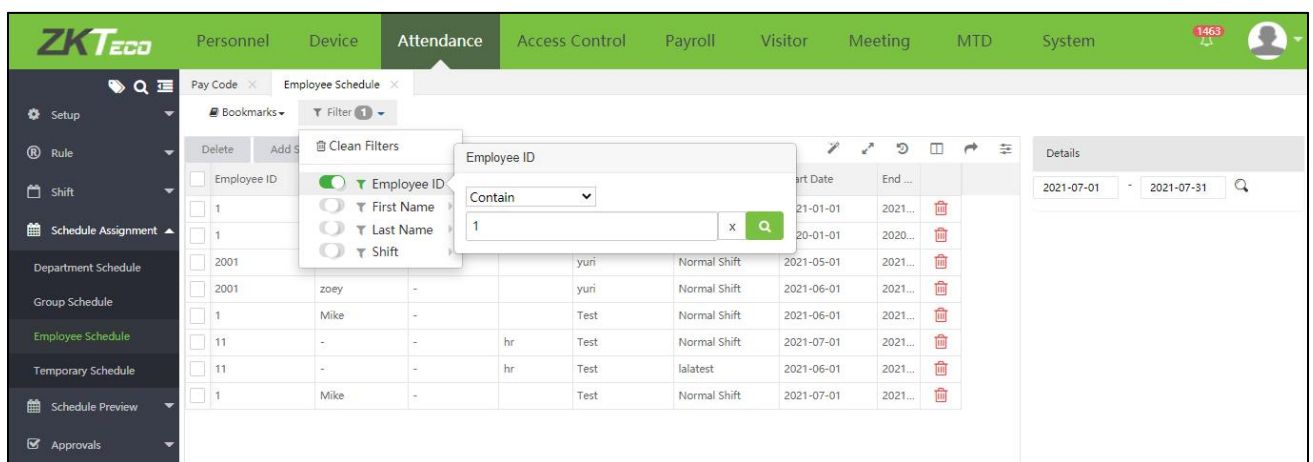 ZKTeco Personnel Device Attendance Access Control Payroll Visitor Meeting MTD System 1463
Pay Code × Employee Schedule ×
Setup
Bookmarks Filter 1
Rule
Delete Add S
Clean Filters
Employee ID
Details
Employee ID
Employee ID
art Date End ...
Shift
Contain
2021-07-01 - 2021-07-31
1
First Name
21-01-01 2021...
1 x
Schedule Assignment
1
Last Name
20-01-01 2020...
Shift
Department Schedule
2001 yuri Normal Shift 2021-05-01 2021...
2001 zoey - yuri Normal Shift 2021-06-01 2021...
Group Schedule
1 Mike - Test Normal Shift 2021-06-01 2021...
Employee Schedule
11 - - hr Test Normal Shift 2021-07-01 2021...
Temporary Schedule
11 - - hr Test lalatest 2021-06-01 2021...
1 Mike - Test Normal Shift 2021-07-01 2021...
Schedule Preview
Approvals